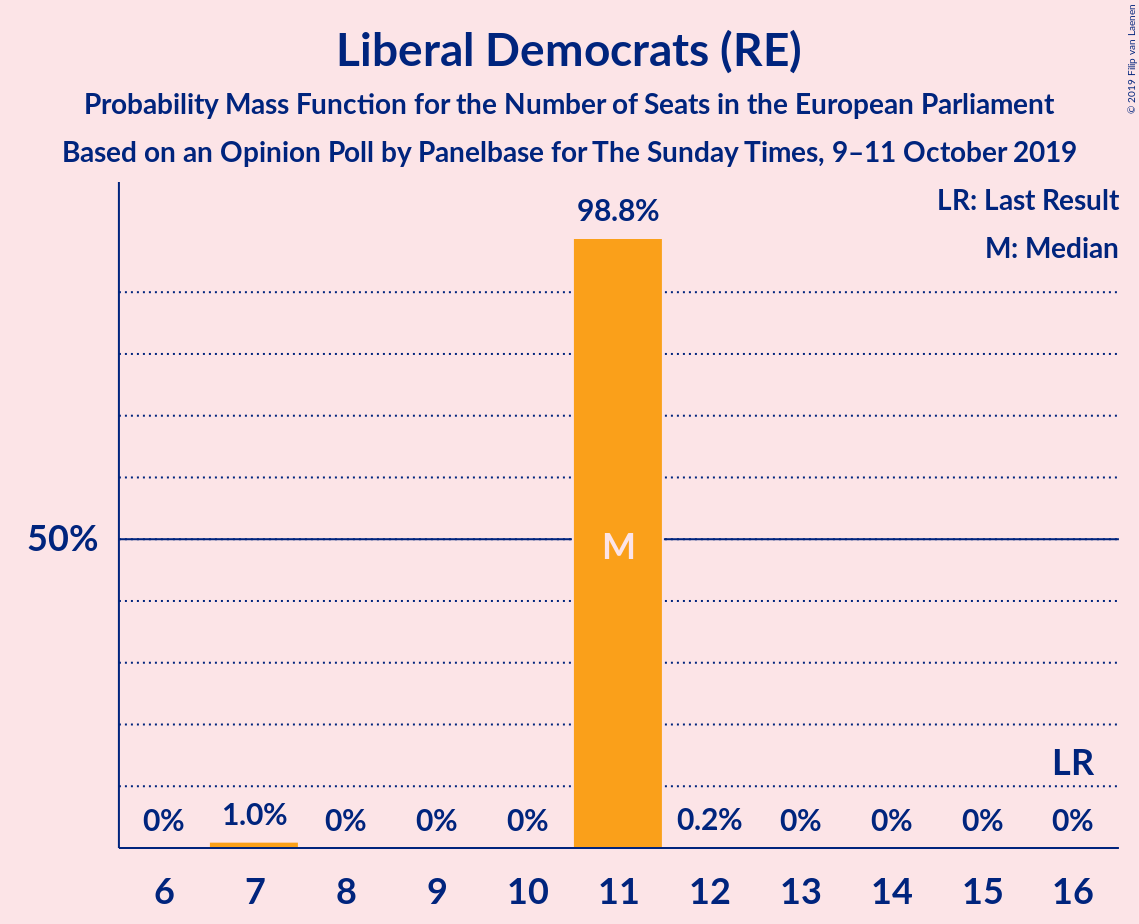 Liberal Democrats (RE)
Probability Mass Function for the Number of Seats in the European Parliament
Based on an Opinion Poll by Panelbase for The Sunday Times, 9–11 October 2019
© 2019 Filip van Laenen
LR: Last Result
M: Median
98.8%
50%
M
LR
0% 1.0% 0% 0% 0% 0.2% 0% 0% 0% 0%
6 7 8 9 10 11 12 13 14 15 16